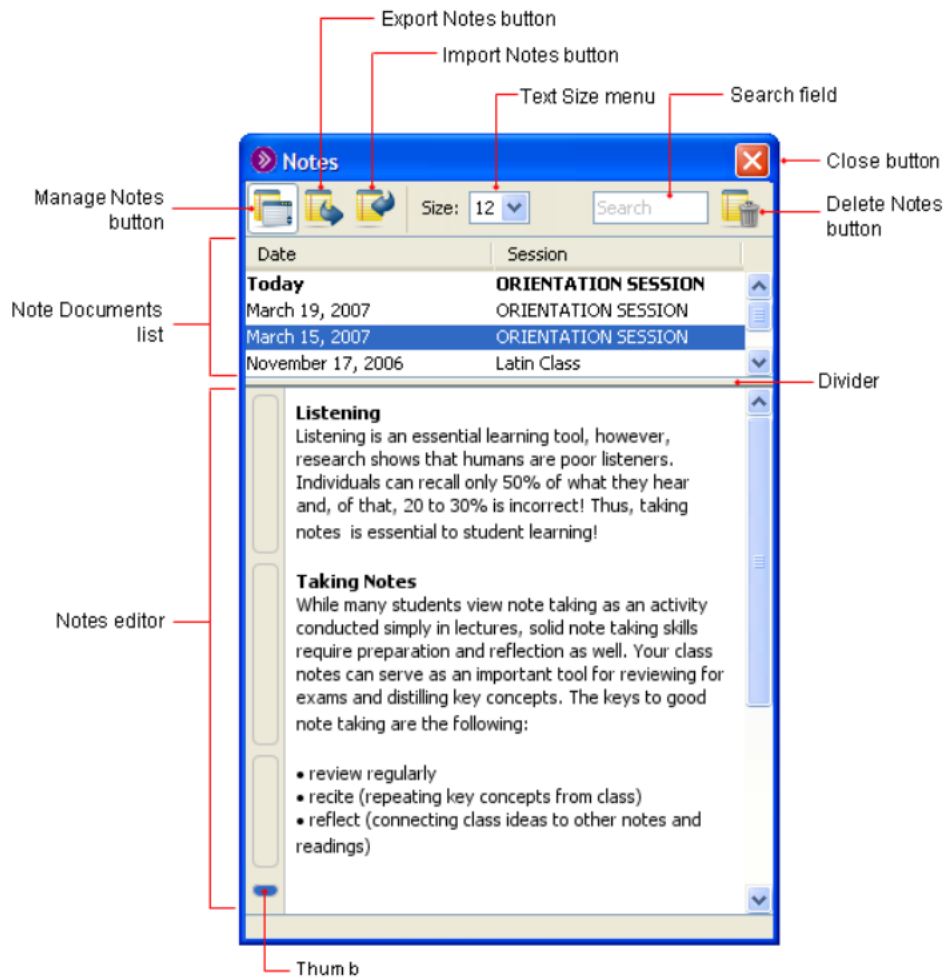 Export Notes button
Import Notes button
Text Size menu
Search field
Notes
Close button
Manage Notes
button
Size: 12
Search
Delete Notes
button
Date Session
Today ORIENTATION SESSION
March 19, 2007 ORIENTATION SESSION
March 15, 2007 ORIENTATION SESSION
November 17, 2006 Latin Class
Note Documents
list
Divider
Listening
Listening is an essential learning tool, however,
research shows that humans are poor listeners.
Individuals can recall only 50% of what they hear
and, of that, 20 to 30% is incorrect! Thus, taking
notes is essential to student learning!
Taking Notes
While many students view note taking as an activity
conducted simply in lectures, solid note taking skills
require preparation and reflection as well. Your class
notes can serve as an important tool for reviewing for
exams and distilling key concepts. The keys to good
note taking are the following:
• review regularly
• recite (repeating key concepts from class)
• reflect (connecting class ideas to other notes and
readings)
Notes editor
Thumb